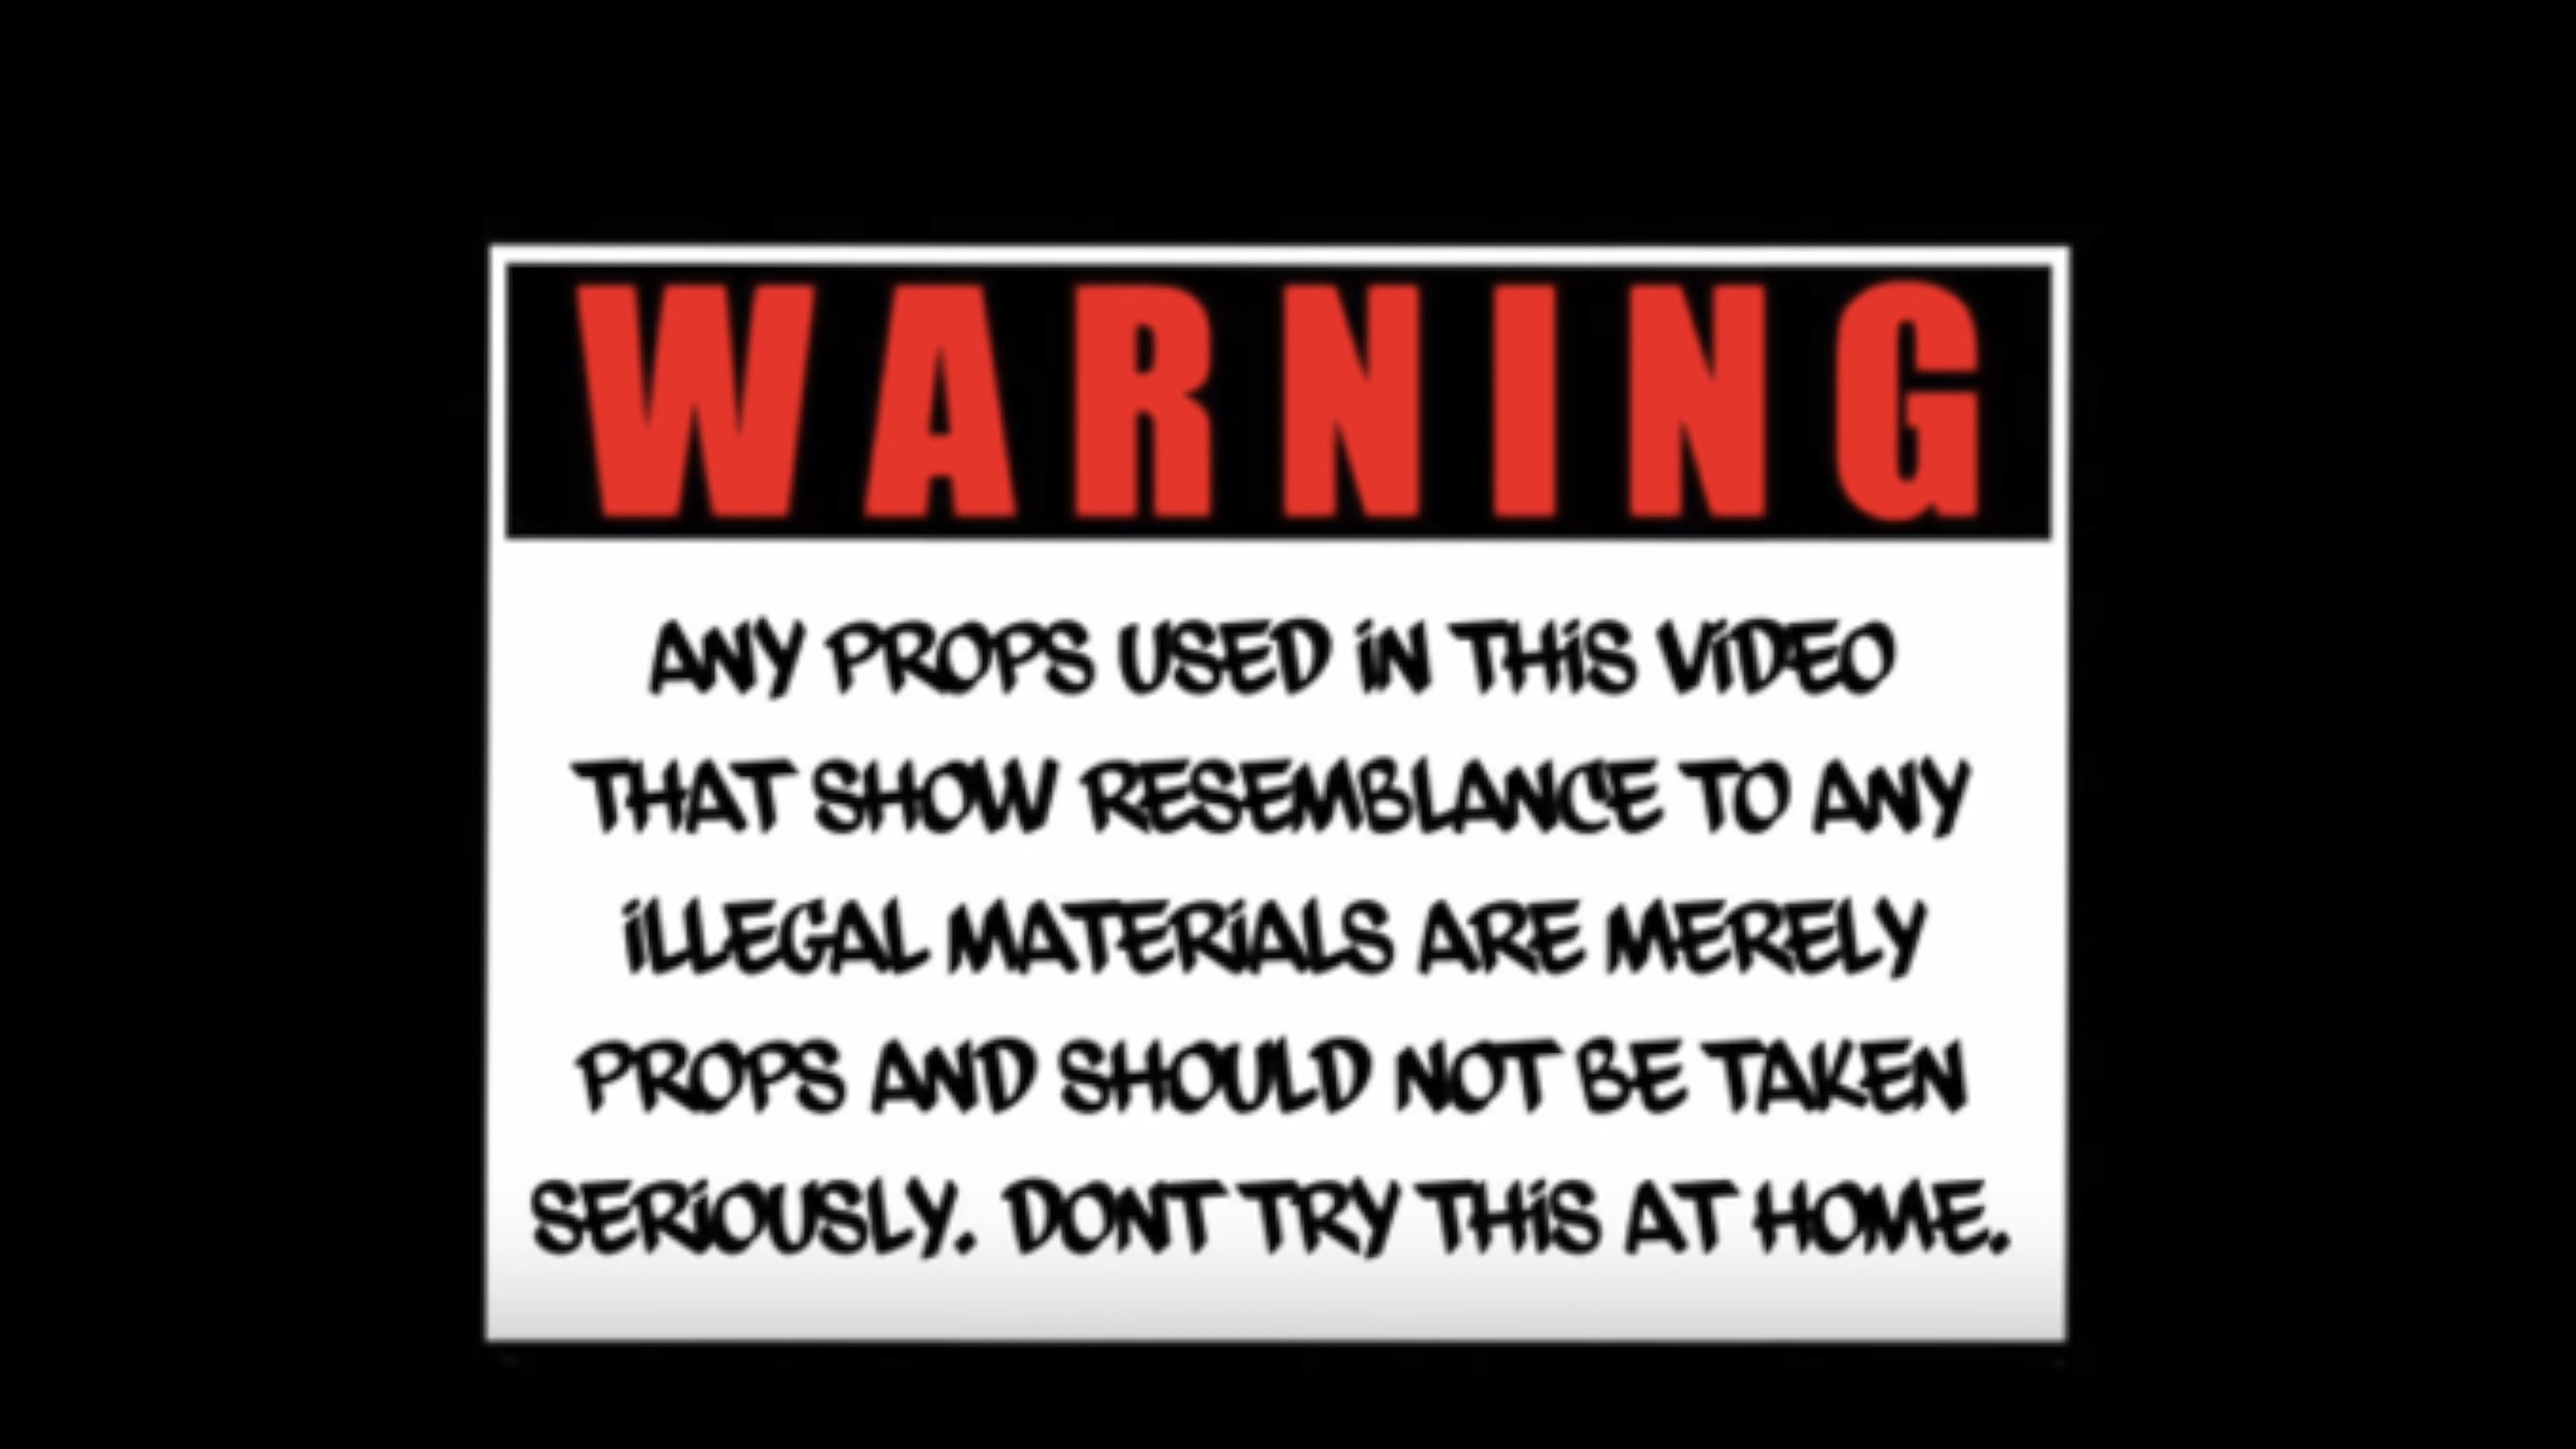 WARNING
ANY PROPS USED iN THiS ViDEO
THAT SHOW RESEMBLANCE TO ANY
iLLEGAL MATERiALS ARE MERELY
PROPS AND SHOULD NOT BE TAKEN
SERiOUSLY. DONT TRY THiS AT HOME.